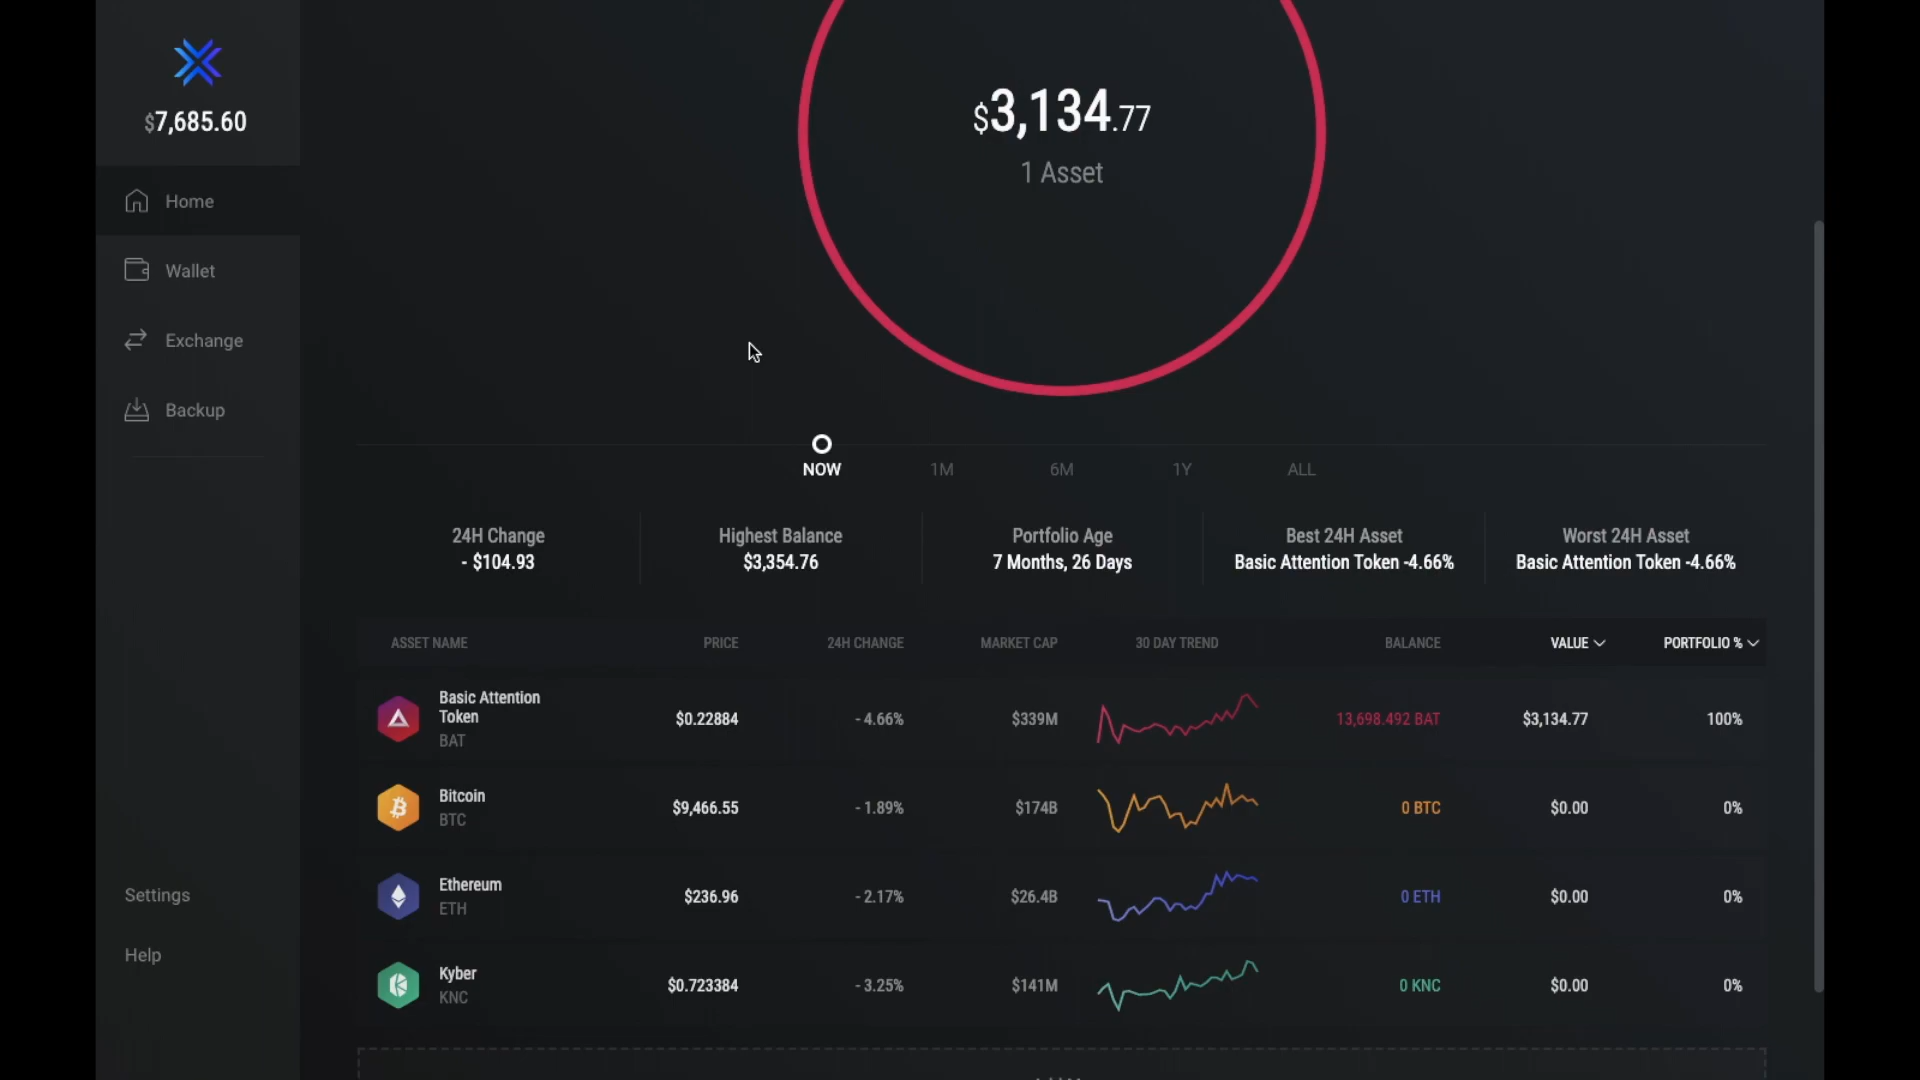 $7,685.60
Home
Wallet
Exchange
Backup
Settings
Help
$3,134.77
1 Asset
NOW 1M 6M 1Y ALL
24H Change Highest Balance Portfolio Age Best 24H Asset Worst 24H Asset
- $104.93 $3,354.76 7 Months, 26 Days Basic Attention Token -4.66% Basic Attention Token -4.66%
ASSET NAME PRICE 24H CHANGE MARKET CAP 30 DAY TREND BALANCE VALUE PORTFOLIO %
Basic Attention
Token
BAT
$0.22884 - 4.66% $339M 13,698.492 BAT $3,134.77 100%
Bitcoin
BTC
$9,466.55 - 1.89% $174B 0 BTC $0.00 0%
Ethereum
ETH
$236.96 - 2.17% $26.4B 0 ETH $0.00 0%
Kyber
KNC
$0.723384 - 3.25% $141M 0 KNC $0.00 0%